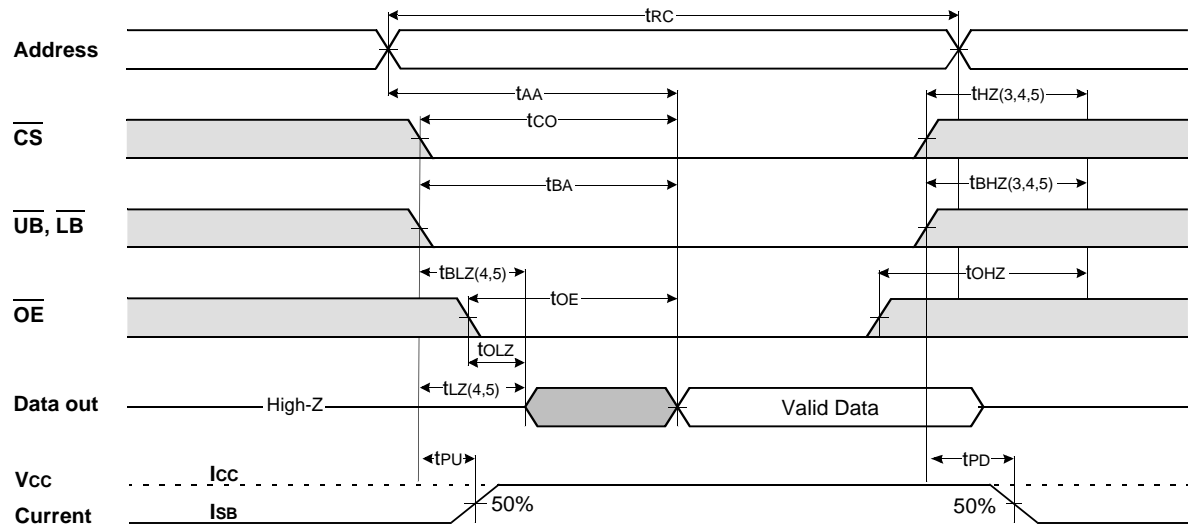 tRC
Address
tAA
tHZ(3,4,5)
tCO
CS
tBA
tBHZ(3,4,5)
UB, LB
tBLZ(4,5)
tOHZ
tOE
OE
tOLZ
tLZ(4,5)
Data out
High-Z
Valid Data
tPU
tPD
VCC
ICC
50%
50%
Current
ISB